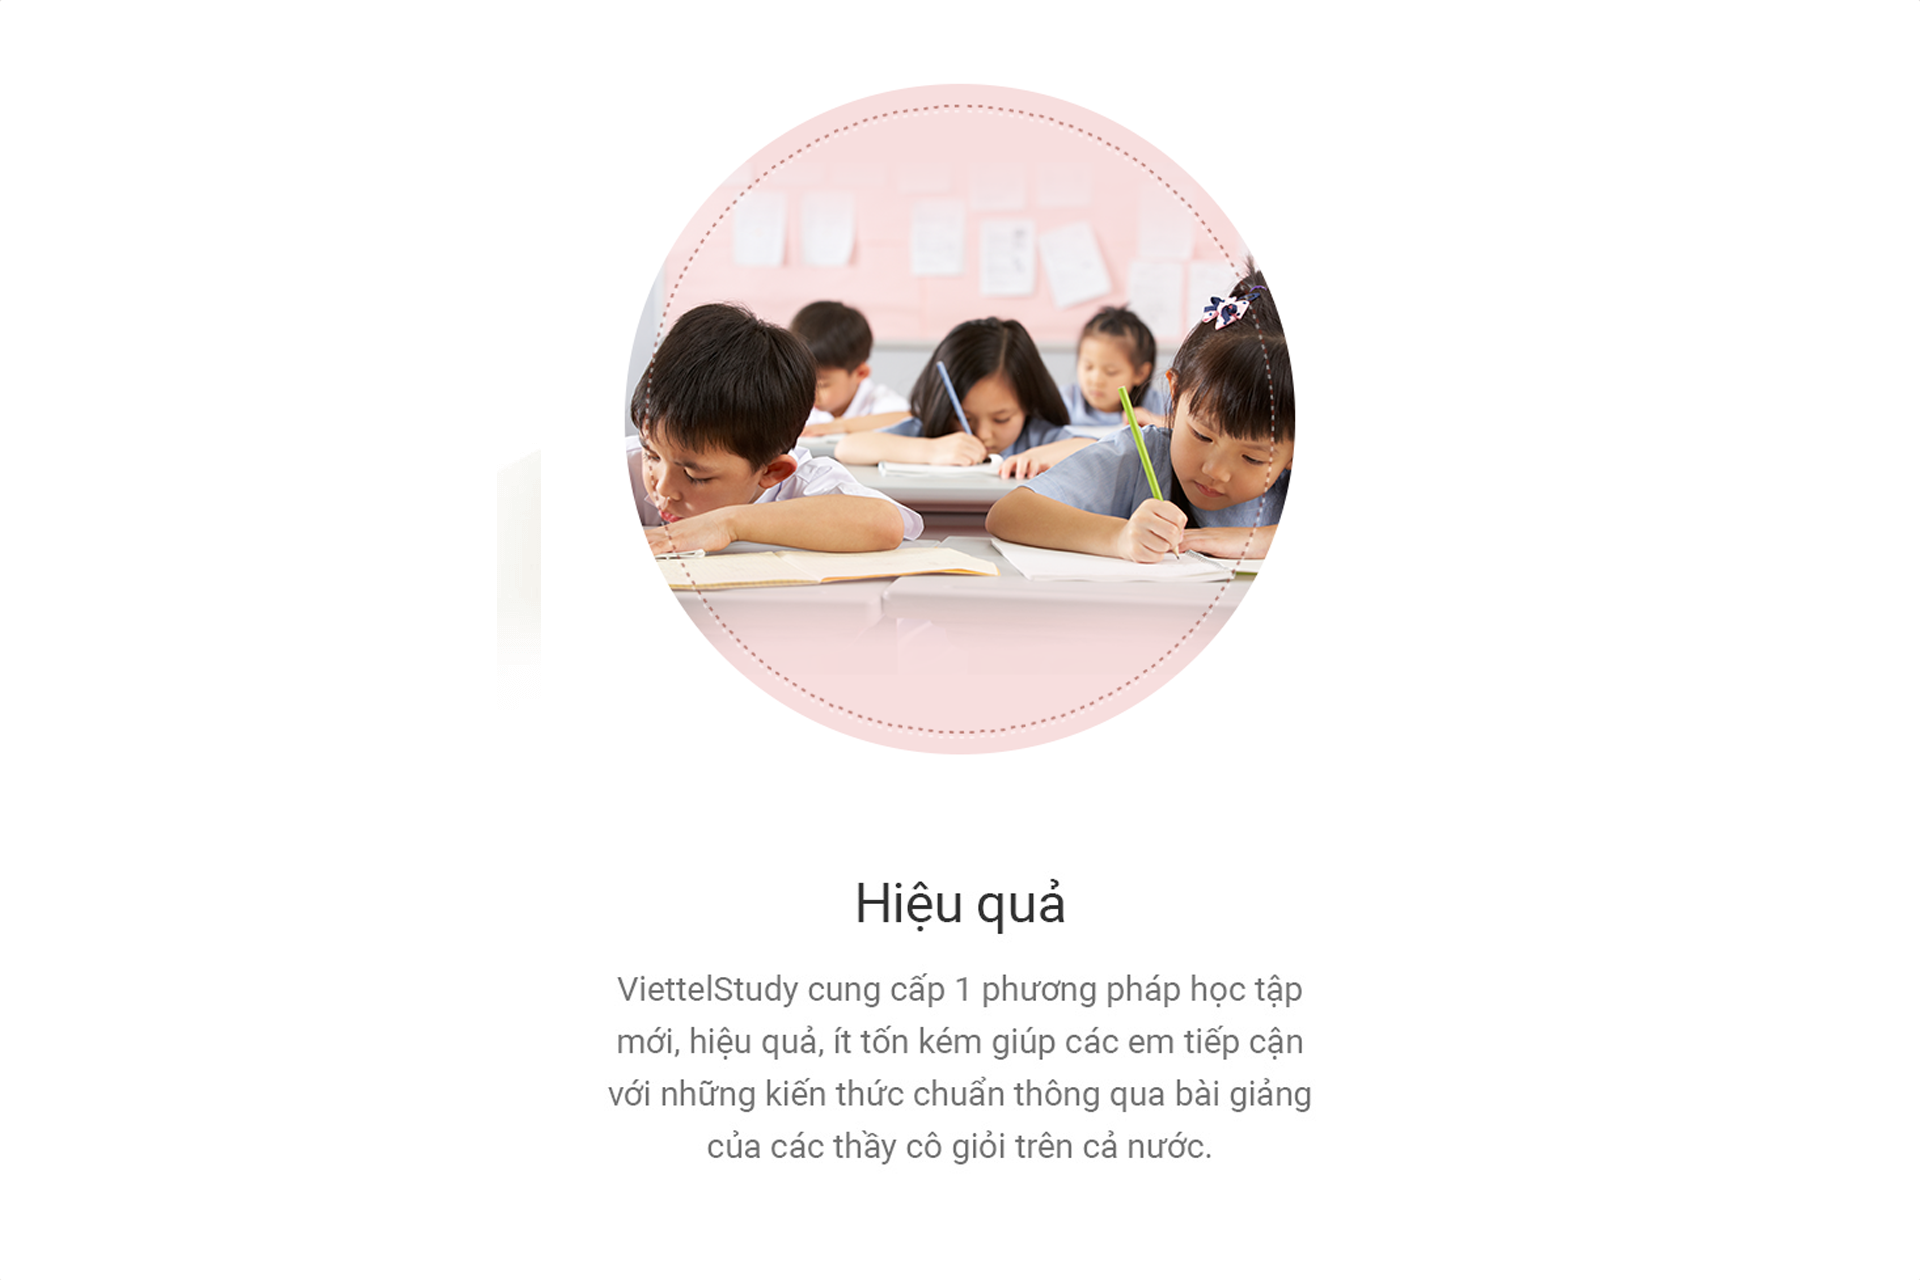 Hiệu quả
ViettelStudy cung cấp 1 phương pháp học tập
mới, hiệu quả, ít tốn kém giúp các em tiếp cận
với những kiến thức chuẩn thông qua bài giảng
của các thầy cô giỏi trên cả nước.